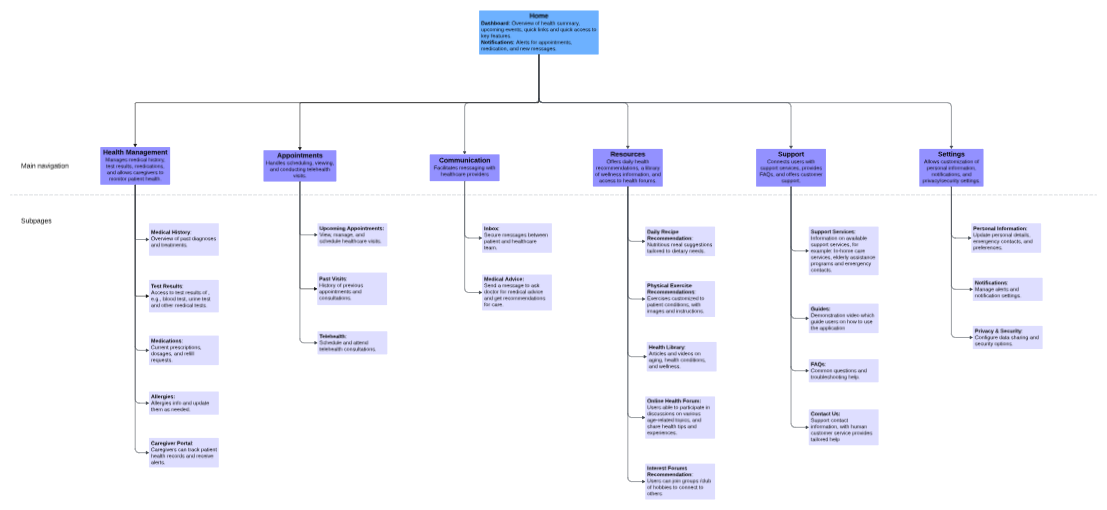 Home
Dashboard: Overview of health summary,
upcoming events, quick links and quick access to
key features.
Notifications: Alerts for appointments,
medication, and new messages.
Main navigation
Health Management
Manages medical history,
test results, medications,
and allows caregivers to
monitor patient health.
Appointments
Handles scheduling, viewing,
and conducting telehealth
visits.
Communication
Facilitates messaging with
healthcare providers.
Resources
Offers daily health
recommendations, a library
of wellness information, and
access to health forums.
Support
Connects users with
support services, provides
FAQs, and offers customer
support.
Settings
Allows customization of
personal information,
notifications, and
privacy/security settings.
Subpages
Medical History:
Overview of past diagnoses
and treatments.
Test Results:
Access to test results of ,
e.g., blood test, urine test
and other medical tests.
Medications:
Current prescriptions,
dosages, and refill
requests.
Allergies:
Allergies info and update
them as needed.
Caregiver Portal:
Caregivers can track patient
health records and receive
alerts.
Upcoming Appointments:
View, manage, and
schedule healthcare visits.
Past Visits:
History of previous
appointments and
consultations.
Telehealth:
Schedule and attend
telehealth consultations.
Inbox:
Secure messages between
patient and healthcare
team.
Medical Advice:
Send a message to ask
doctor for medical advice
and get recommendations
for care.
Daily Recipe
Recommendation:
Nutritious meal suggestions
tailored to dietary needs.
Physical Exercise
Recommendations:
Exercises customized to
patient conditions, with
images and instructions.
Health Library:
Articles and videos on
aging, health conditions,
and wellness.
Online Health Forum:
Users able to participate in
discussions on various
age-related topics, and
share health tips and
experiences.
Interest Forums
Recommendation:
Users can join groups /club
of hobbies to connect to
others
Support Services:
Information on available
support services, for
example: In-home care
services, elderly assistance
programs and emergency
contacts.
Guides:
Demonstration video which
guide users on how to use
the application
FAQs:
Common questions and
troubleshooting help.
Contact Us:
Support contact
information, with human
customer service provides
tailored help
Personal Information:
Update personal details,
emergency contacts, and
preferences.
Notifications:
Manage alerts and
notification settings.
Privacy & Security:
Configure data sharing and
security options.